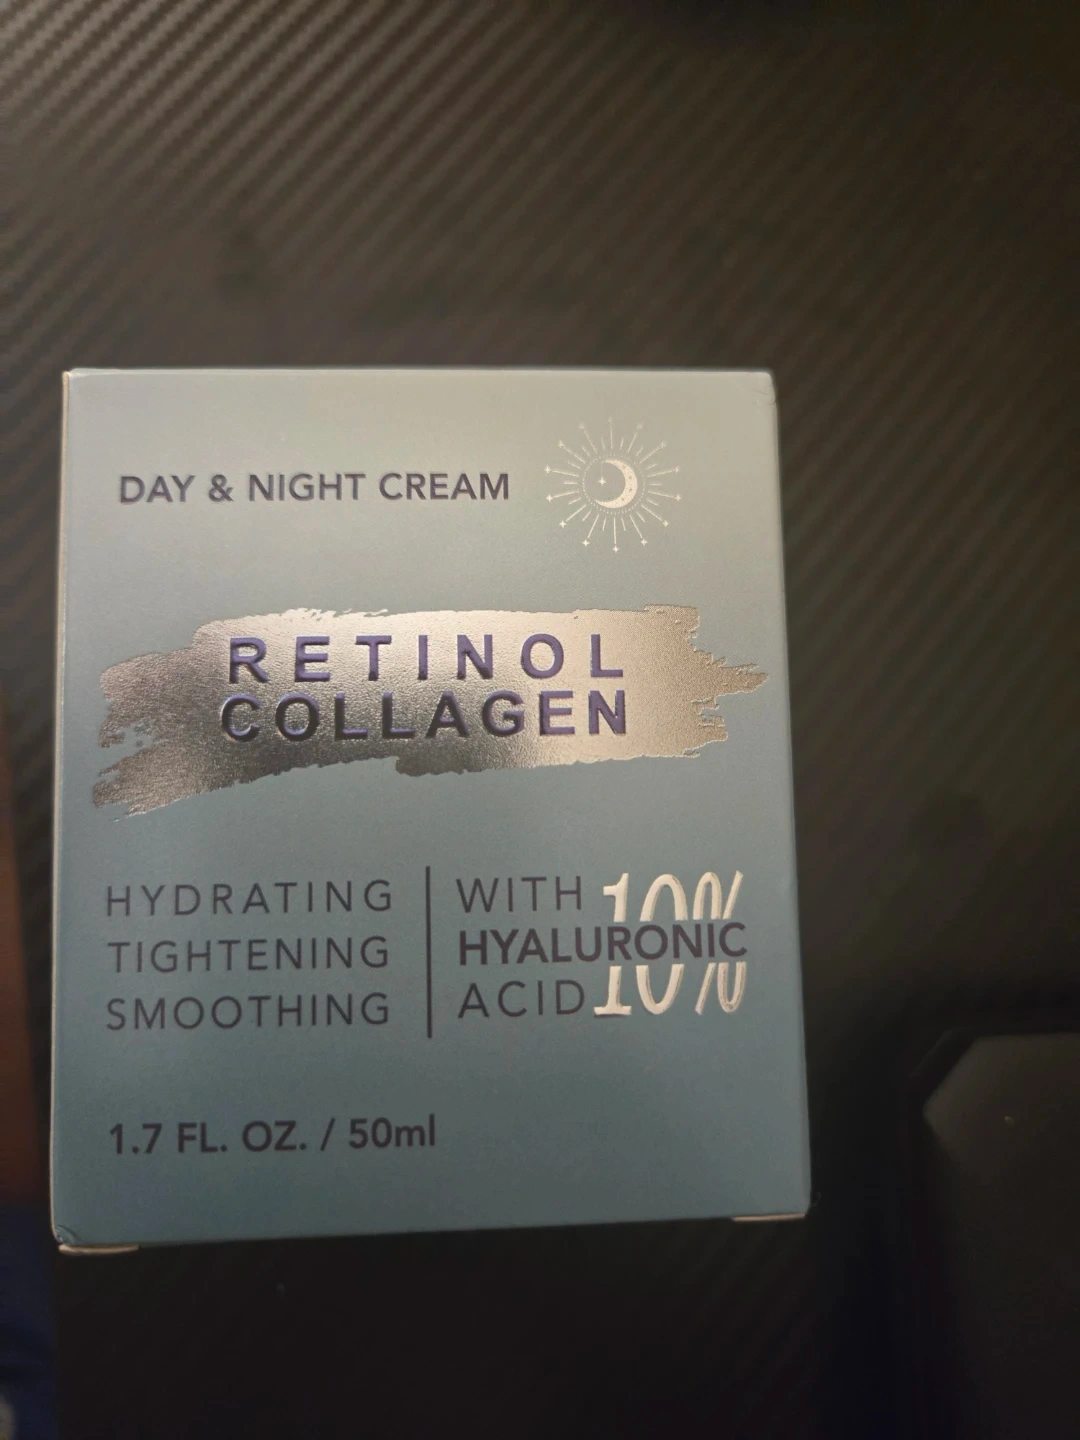 DAY & NIGHT CREAM
RETINOL
COLLAGEN
HYDRATING
TIGHTENING
SMOOTHING
WITH 10%
HYALURONIC
ACID
1.7 FL. OZ. / 50ml